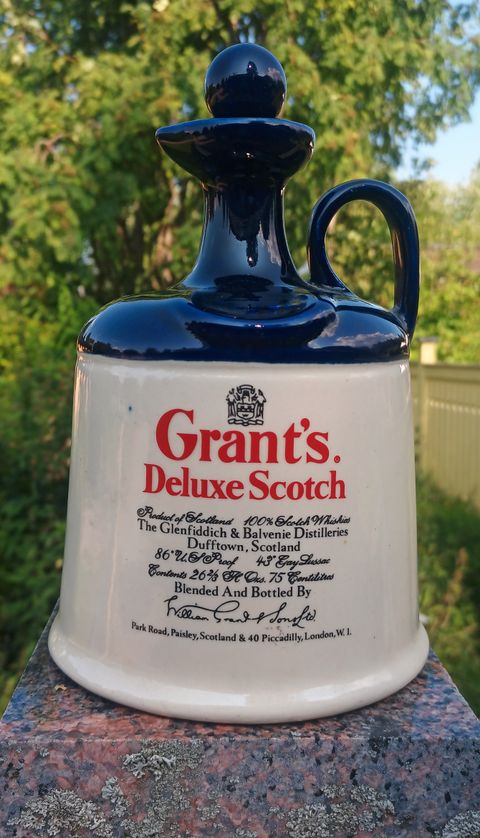 Grant's.
Deluxe Scotch
Product of Scotland 100% Scotch Whiskies
The Glenfiddich & Balvenie Distilleries
Dufftown, Scotland
86° U.S Proof 43° Gay Lussac
Contents 26⅔ Fl Ozs. 75 Centilitres
Blended And Bottled By
William Grant & Sons Ltd.
Park Road, Paisley, Scotland & 40 Piccadilly, London, W. 1.